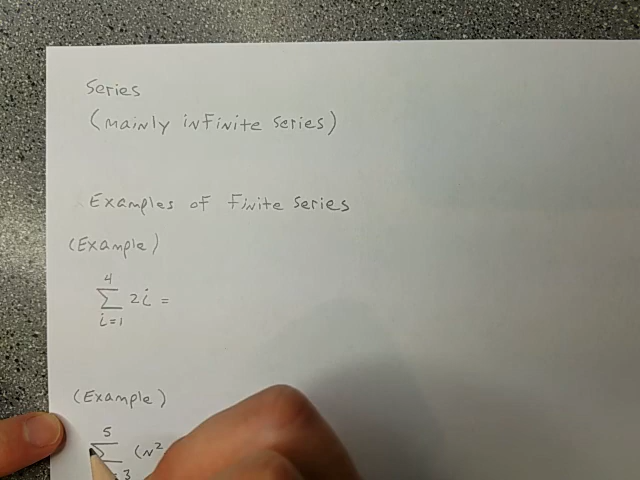 Series
(mainly infinite series)
Examples of finite series
(Example)
4
∑ 2i =
i=1
(Example)
5
∑ (n²
=3